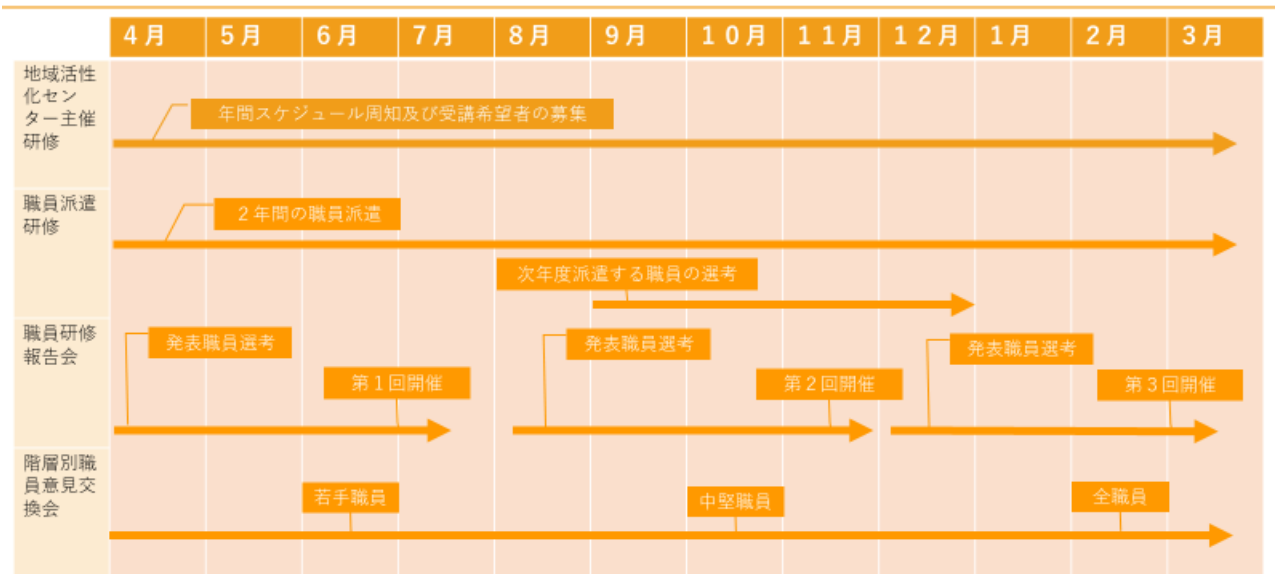 4月 5月 6月 7月 8月 9月 10月 11月 12月 1月 2月 3月
地域活性
化セン
ター主催
研修
年間スケジュール周知及び受講希望者の募集
職員派遣
研修
2年間の職員派遣
次年度派遣する職員の選考
職員研修
報告会
発表職員選考
第1回開催
発表職員選考
第2回開催
発表職員選考
第3回開催
階層別職
員意見交
換会
若手職員
中堅職員
全職員